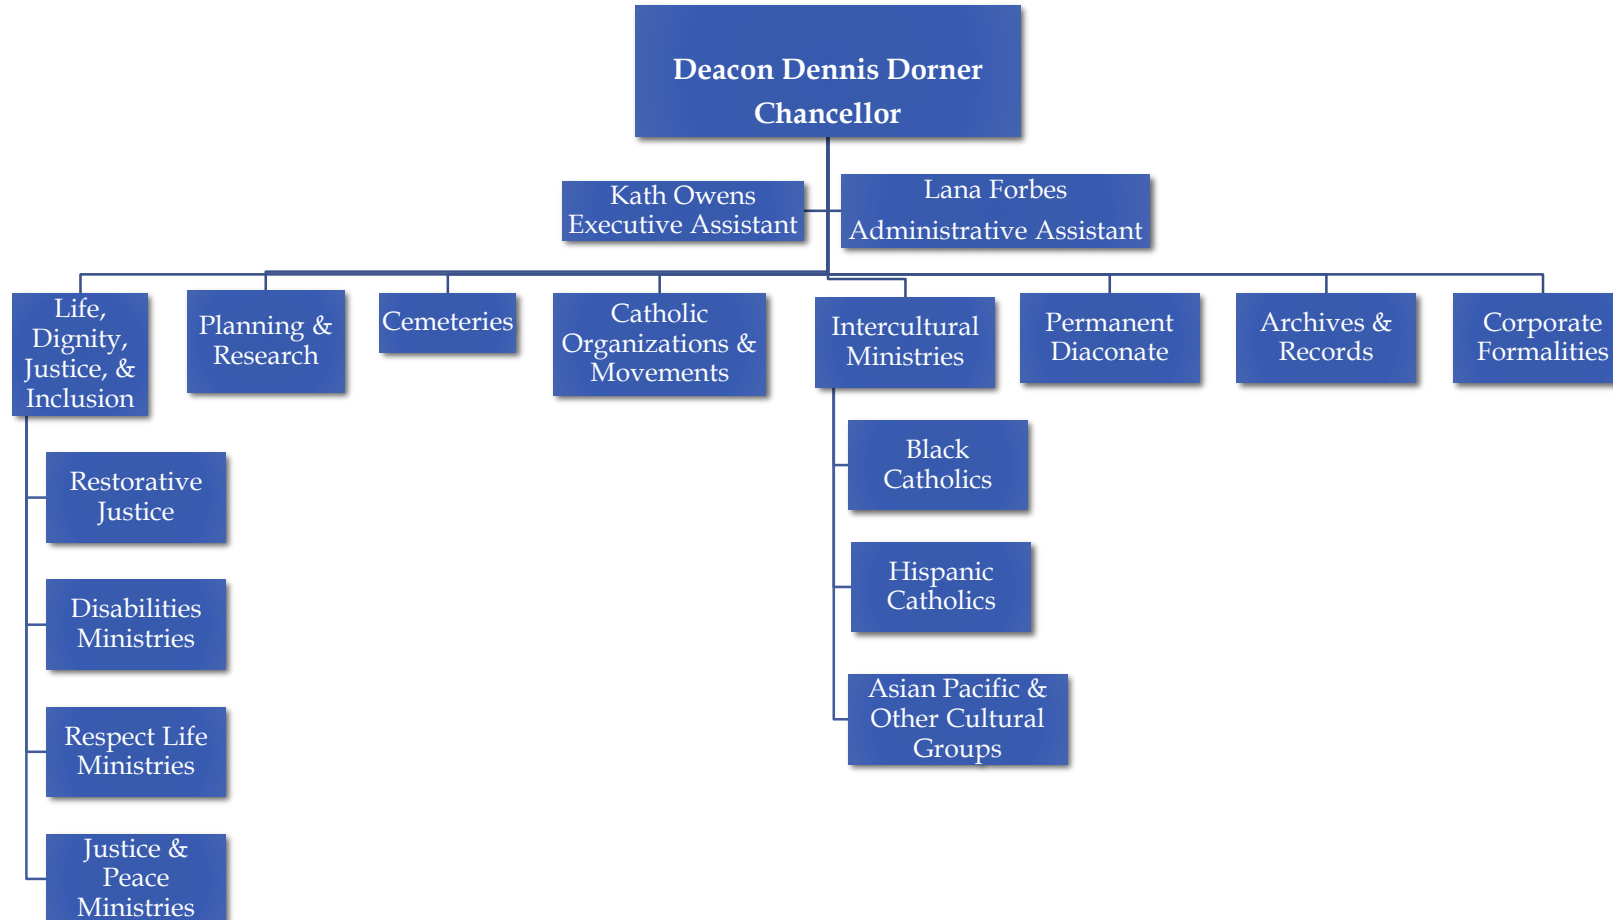 Deacon Dennis Dorner
Chancellor
Kath Owens
Executive Assistant
Lana Forbes
Administrative Assistant
Life,
Dignity,
Justice, &
Inclusion
Planning &
Research
Cemeteries
Catholic
Organizations &
Movements
Intercultural
Ministries
Permanent
Diaconate
Archives &
Records
Corporate
Formalities
Restorative
Justice
Disabilities
Ministries
Respect Life
Ministries
Justice &
Peace
Ministries
Black
Catholics
Hispanic
Catholics
Asian Pacific &
Other Cultural
Groups